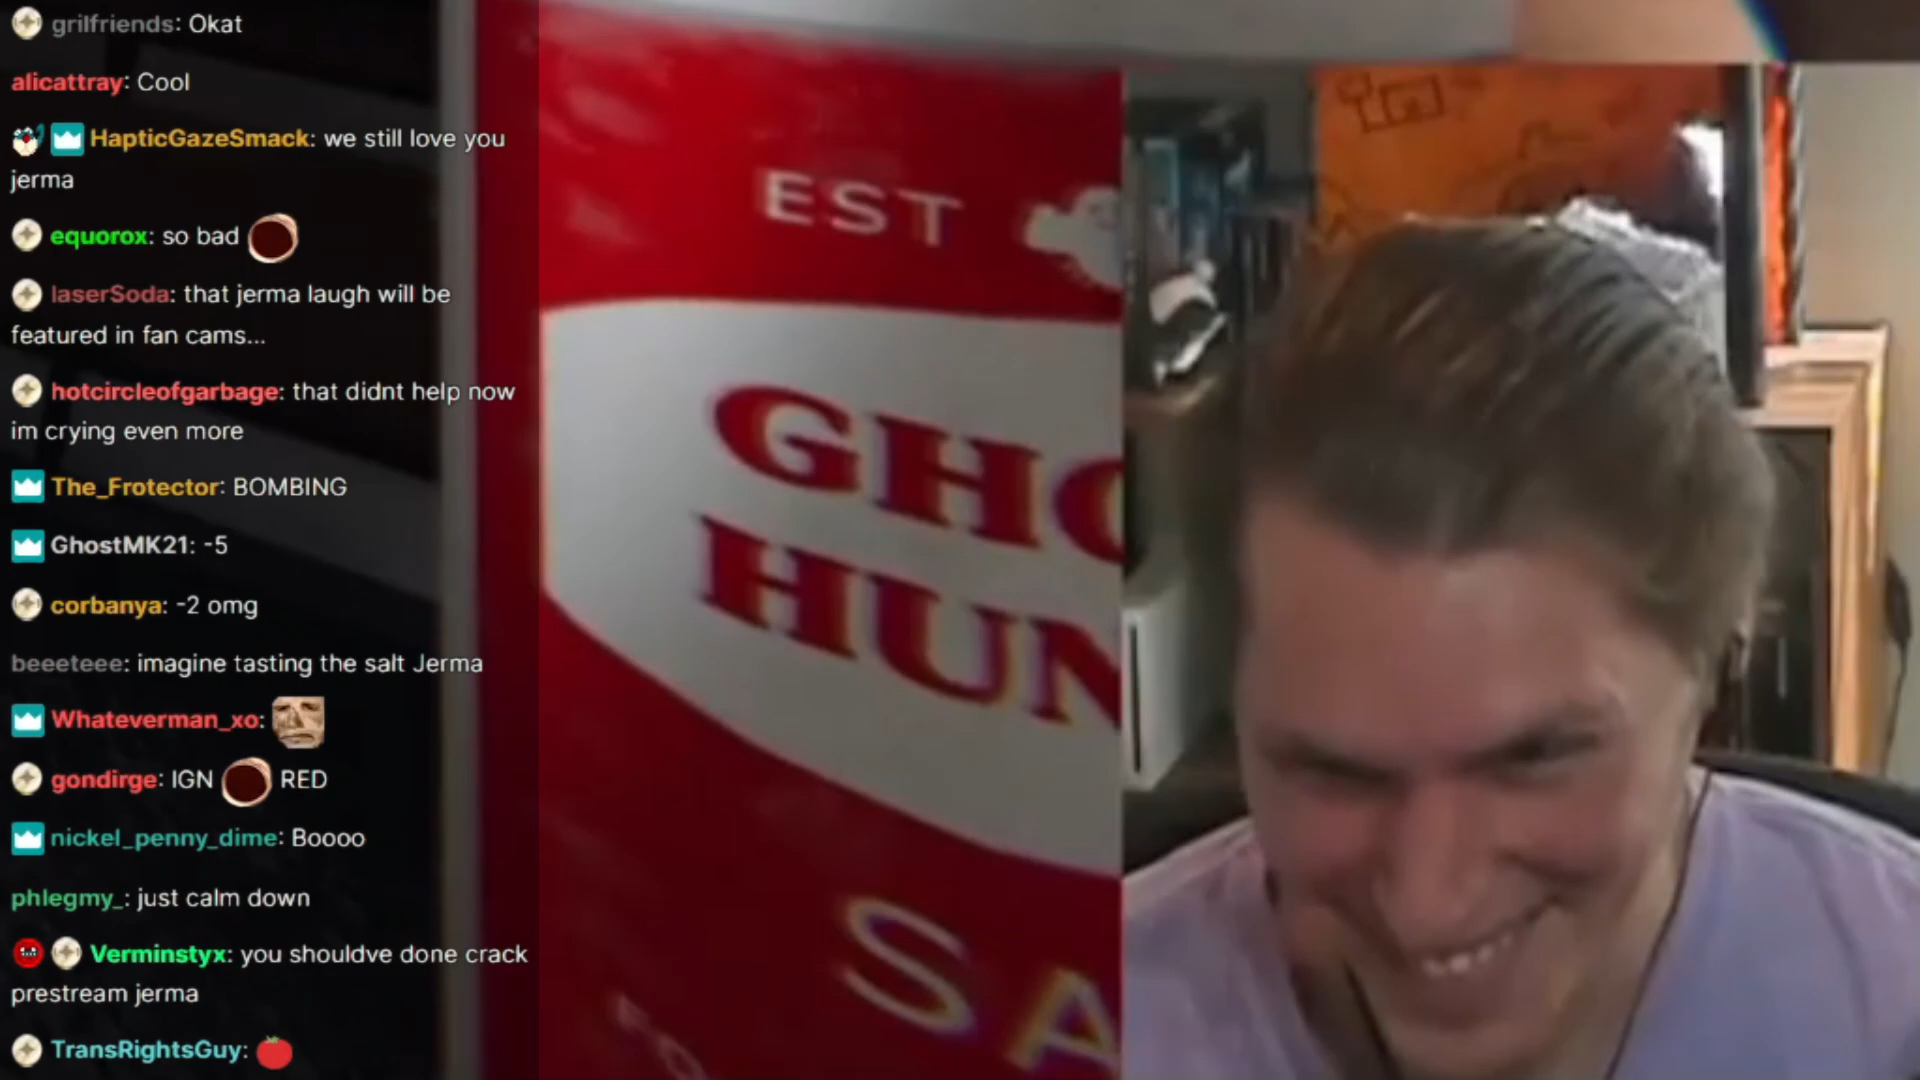 grilfriends: Okat
alicattray: Cool
HapticGazeSmack: we still love you
jerma
equorox: so bad
laserSoda: that jerma laugh will be
featured in fan cams...
hotcircleofgarbage: that didnt help now
im crying even more
The_Frotector: BOMBING
GhostMK21: -5
corbanya: -2 omg
beeeteee: imagine tasting the salt Jerma
Whateverman_xo:
gondirge: IGN RED
nickel_penny_dime: Boooo
phlegmy_: just calm down
Verminstyx: you shouldve done crack
prestream jerma
TransRightsGuy:
EST
GHO
HUN
SA